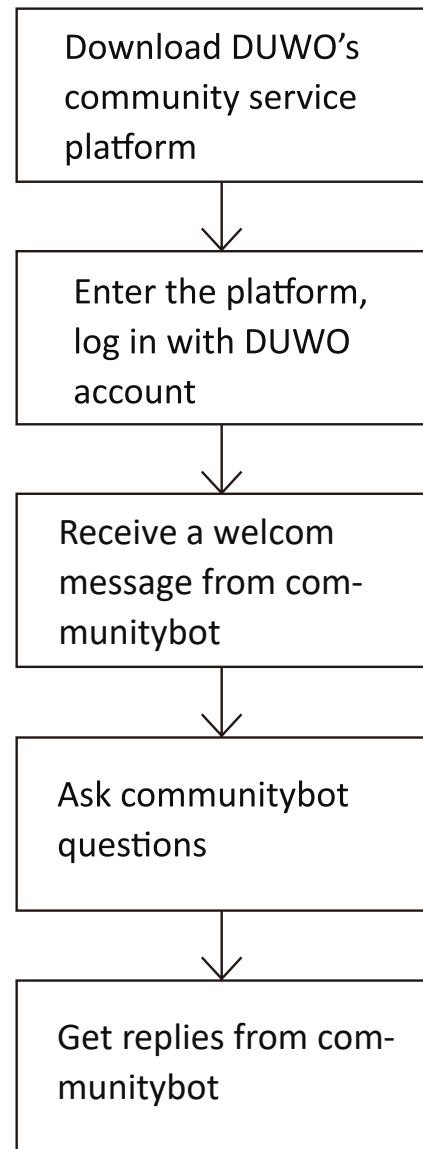 Download DUWO’s
community service
platform
Enter the platform,
log in with DUWO
account
Receive a welcom
message from com-
munitybot
Ask communitybot
questions
Get replies from com-
munitybot